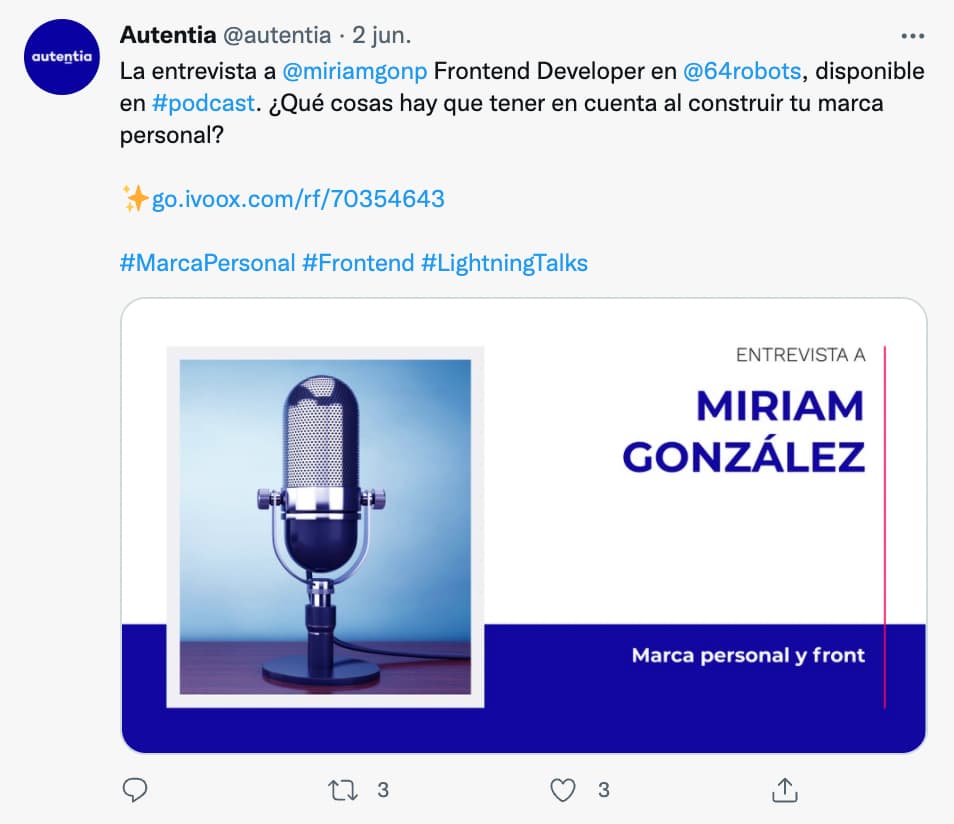 autentia
Autentia @autentia · 2 jun.
La entrevista a @miriamgonp Frontend Developer en @64robots, disponible
en #podcast. ¿Qué cosas hay que tener en cuenta al construir tu marca
personal?
✨go.ivoox.com/rf/70354643
#MarcaPersonal #Frontend #LightningTalks
ENTREVISTA A
MIRIAM
GONZÁLEZ
Marca personal y front
3
3